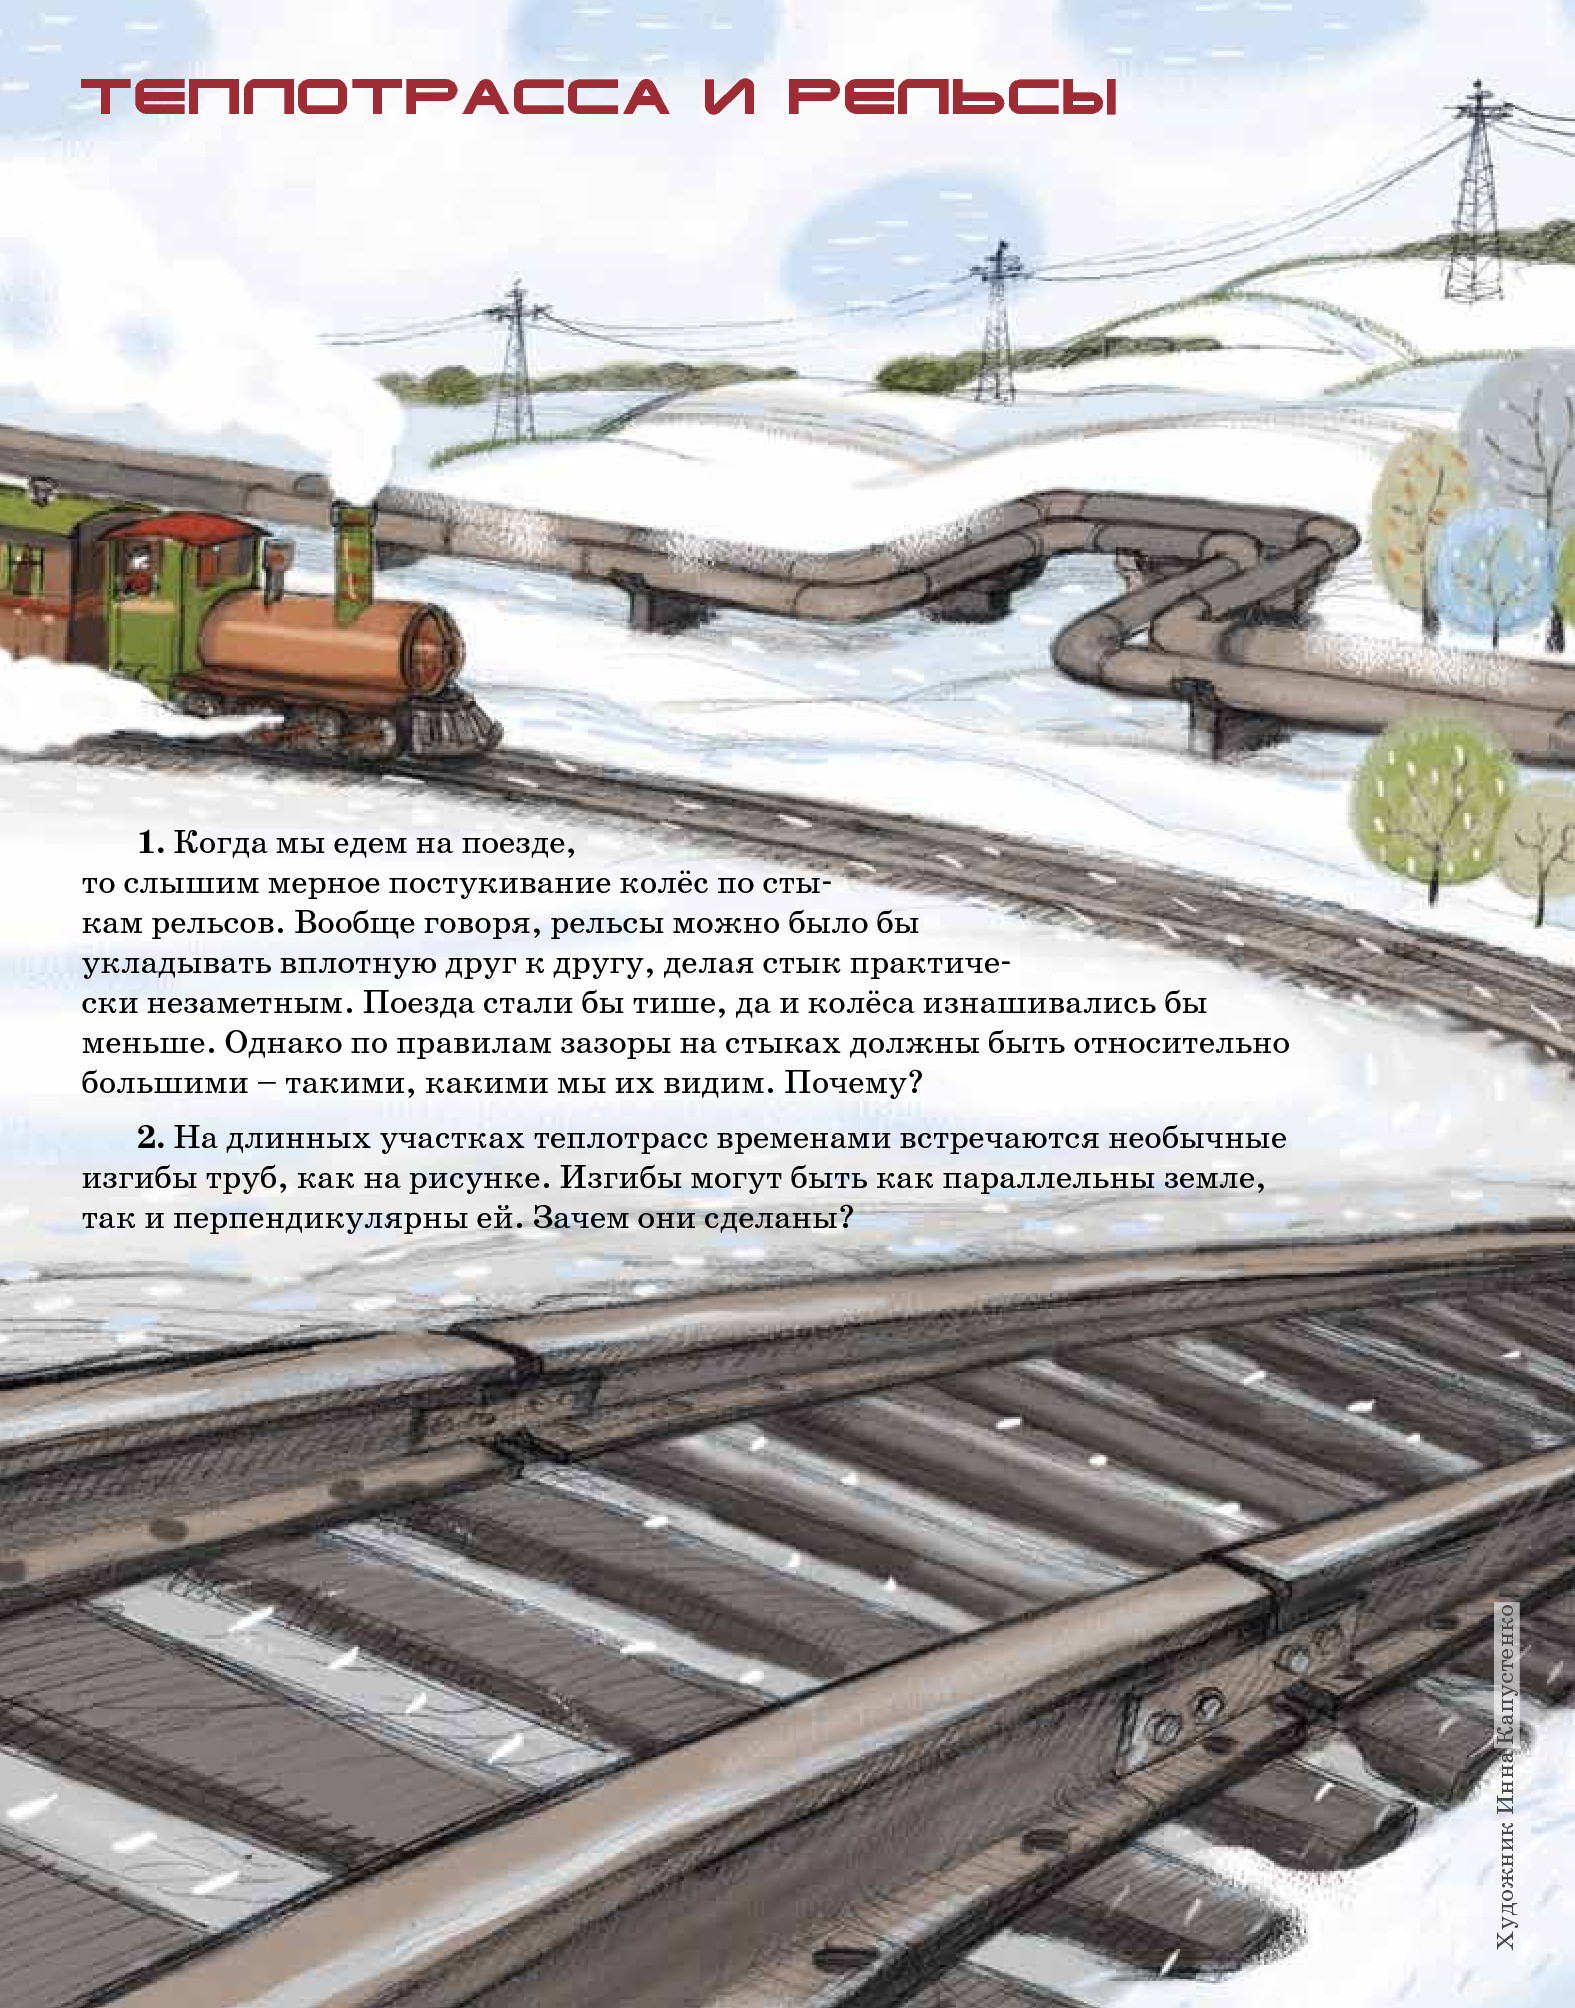 ТЕПЛОТРАССА И РЕЛЬСЫ
1. Когда мы едем на поезде,
то слышим мерное постукивание колёс по сты-
кам рельсов. Вообще говоря, рельсы можно было бы
укладывать вплотную друг к другу, делая стык практиче-
ски незаметным. Поезда стали бы тише, да и колёса изнашивались бы
меньше. Однако по правилам зазоры на стыках должны быть относительно
большими – такими, какими мы их видим. Почему?
2. На длинных участках теплотрасс временами встречаются необычные
изгибы труб, как на рисунке. Изгибы могут быть как параллельны земле,
так и перпендикулярны ей. Зачем они сделаны?
Художник Инна Капустенко